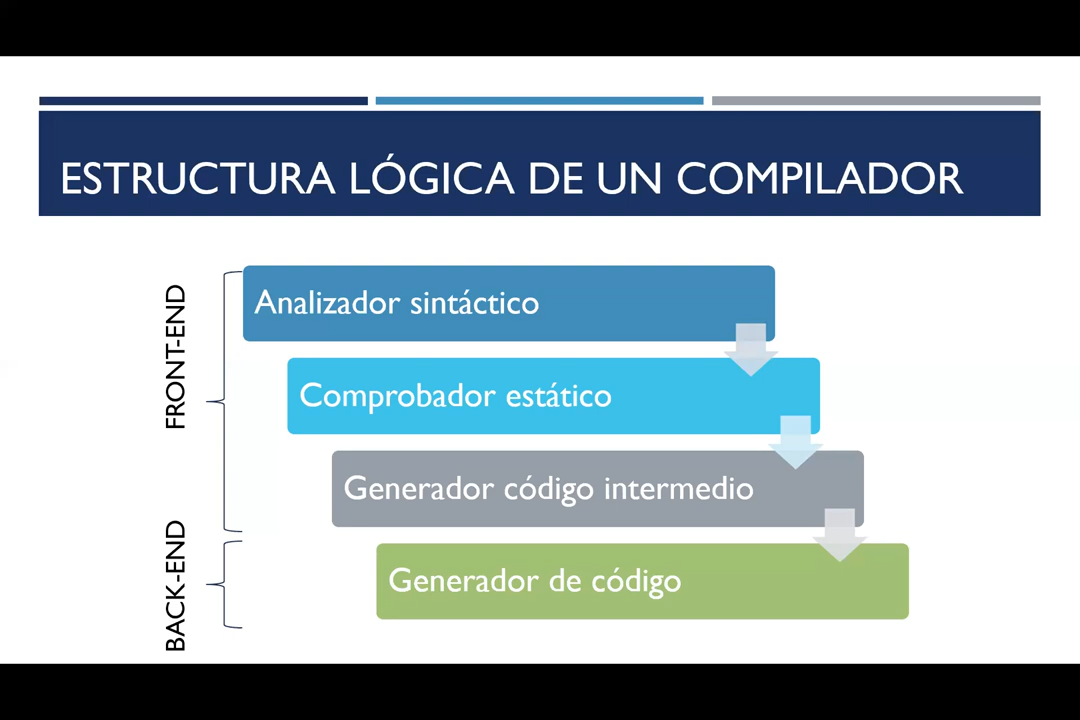 ESTRUCTURA LÓGICA DE UN COMPILADOR
FRONT-END
Analizador sintáctico
Comprobador estático
Generador código intermedio
BACK-END
Generador de código